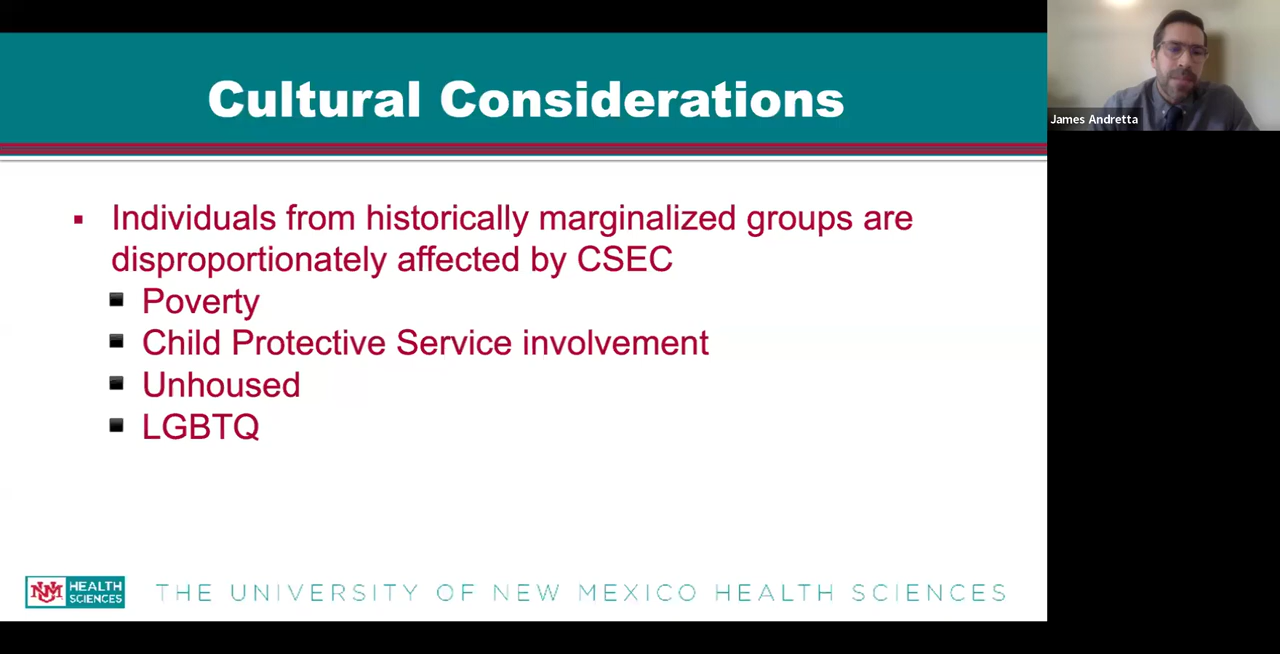 Cultural Considerations
James Andretta
▪ Individuals from historically marginalized groups are
disproportionately affected by CSEC
■ Poverty
■ Child Protective Service involvement
■ Unhoused
■ LGBTQ
UNM HEALTH
SCIENCES
THE UNIVERSITY OF NEW MEXICO HEALTH SCIENCES